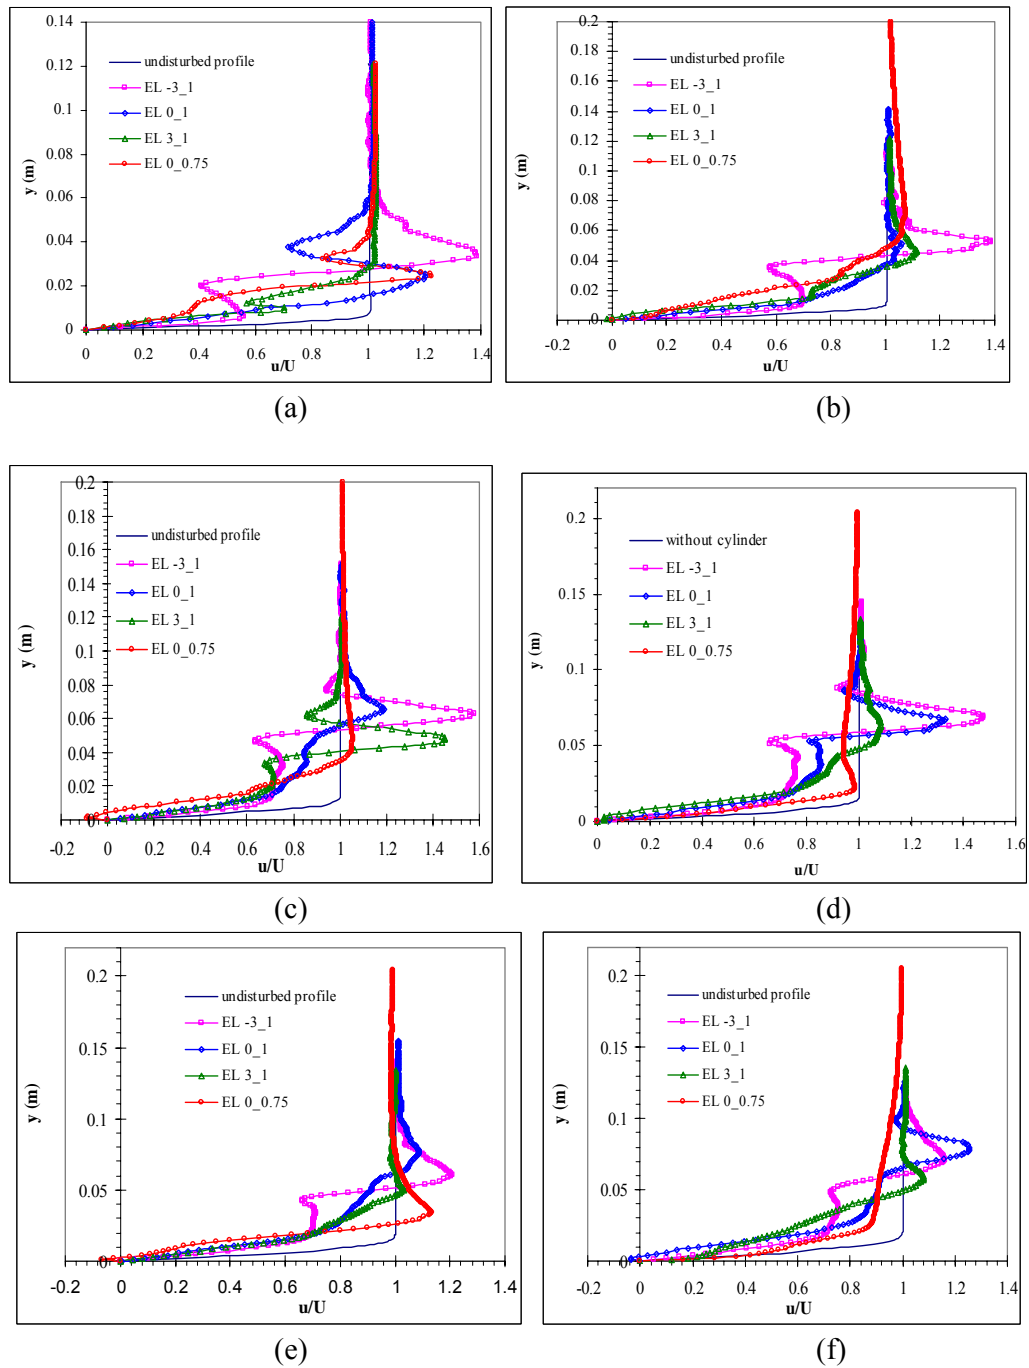 0.14
0.12
0.1
0.08
0.06
0.04
0.02
0
y (m)
undisturbed profile
EL -3_1
EL 0_1
EL 3_1
EL 0_0.75
0 0.2 0.4 0.6 0.8 1 1.2 1.4
u/U
(a)
0.2
0.18
0.16
0.14
0.12
0.1
0.08
0.06
0.04
0.02
0
y (m)
undisturbed profile
EL -3_1
EL 0_1
EL 3_1
EL 0_0.75
-0.2 0 0.2 0.4 0.6 0.8 1 1.2 1.4
u/U
(b)
0.2
0.18
0.16
0.14
0.12
0.1
0.08
0.06
0.04
0.02
0
y (m)
undisturbed profile
EL -3_1
EL 0_1
EL 3_1
EL 0_0.75
-0.2 0 0.2 0.4 0.6 0.8 1 1.2 1.4 1.6
u/U
(c)
0.2
0.15
0.1
0.05
0
y (m)
without cylinder
EL -3_1
EL 0_1
EL 3_1
EL 0_0.75
0 0.2 0.4 0.6 0.8 1 1.2 1.4 1.6
u/U
(d)
0.2
0.15
0.1
0.05
0
y (m)
undisturbed profile
EL -3_1
EL 0_1
EL 3_1
EL 0_0.75
-0.2 0 0.2 0.4 0.6 0.8 1 1.2 1.4
u/U
(e)
0.2
0.15
0.1
0.05
0
y (m)
undisturbed profile
EL -3_1
EL 0_1
EL 3_1
EL 0_0.75
-0.2 0 0.2 0.4 0.6 0.8 1 1.2 1.4
u/U
(f)